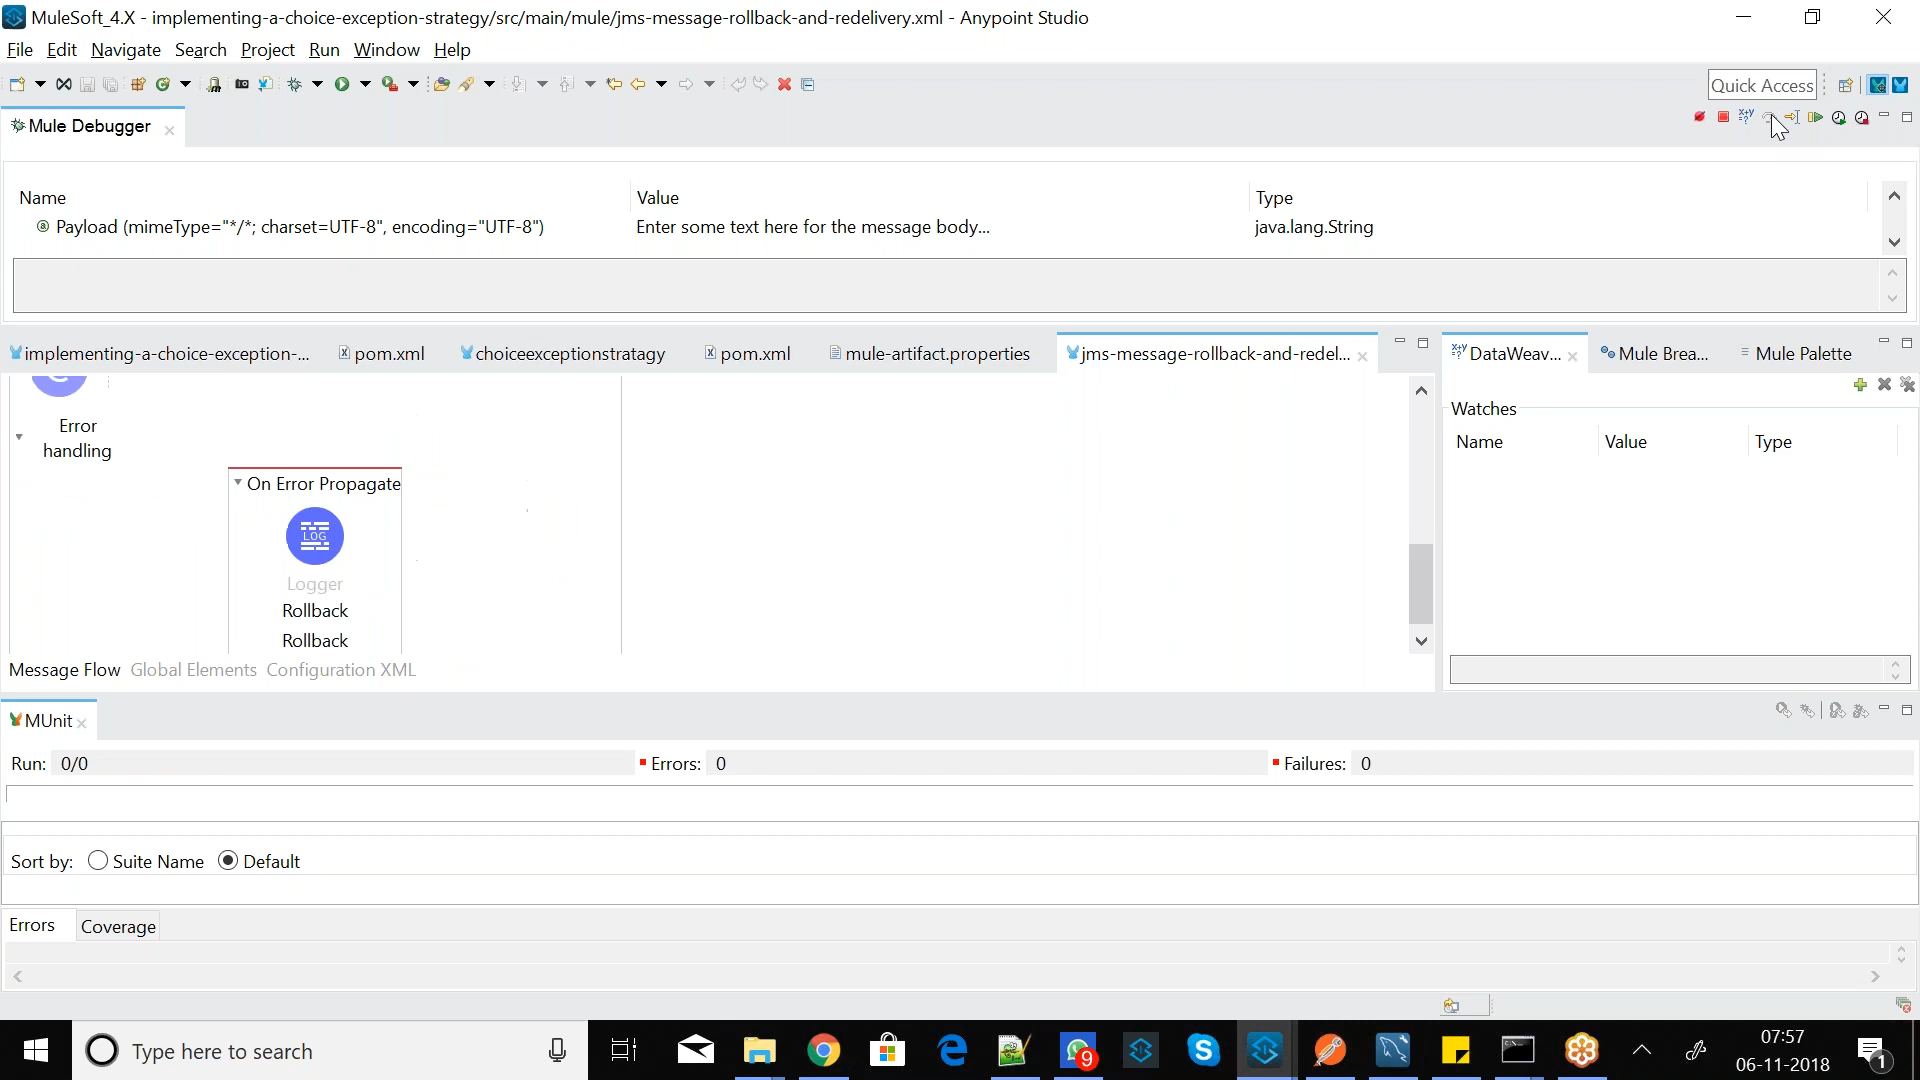 MuleSoft_4.X - implementing-a-choice-exception-strategy/src/main/mule/jms-message-rollback-and-redelivery.xml - Anypoint Studio
File Edit Navigate Search Project Run Window Help
Quick Access
Mule Debugger
Name Value Type
Payload (mimeType="*/*; charset=UTF-8", encoding="UTF-8") Enter some text here for the message body... java.lang.String
implementing-a-choice-exception-... pom.xml choiceexceptionstratagy pom.xml mule-artifact.properties jms-message-rollback-and-redel... DataWeav... Mule Brea... Mule Palette
Watches
Name Value Type
Error
handling
On Error Propagate
LOG
Logger
Rollback
Rollback
Message Flow Global Elements Configuration XML
MUnit
Run: 0/0 Errors: 0 Failures: 0
Sort by: Suite Name Default
Errors Coverage
Type here to search
9
07:57
06-11-2018
1